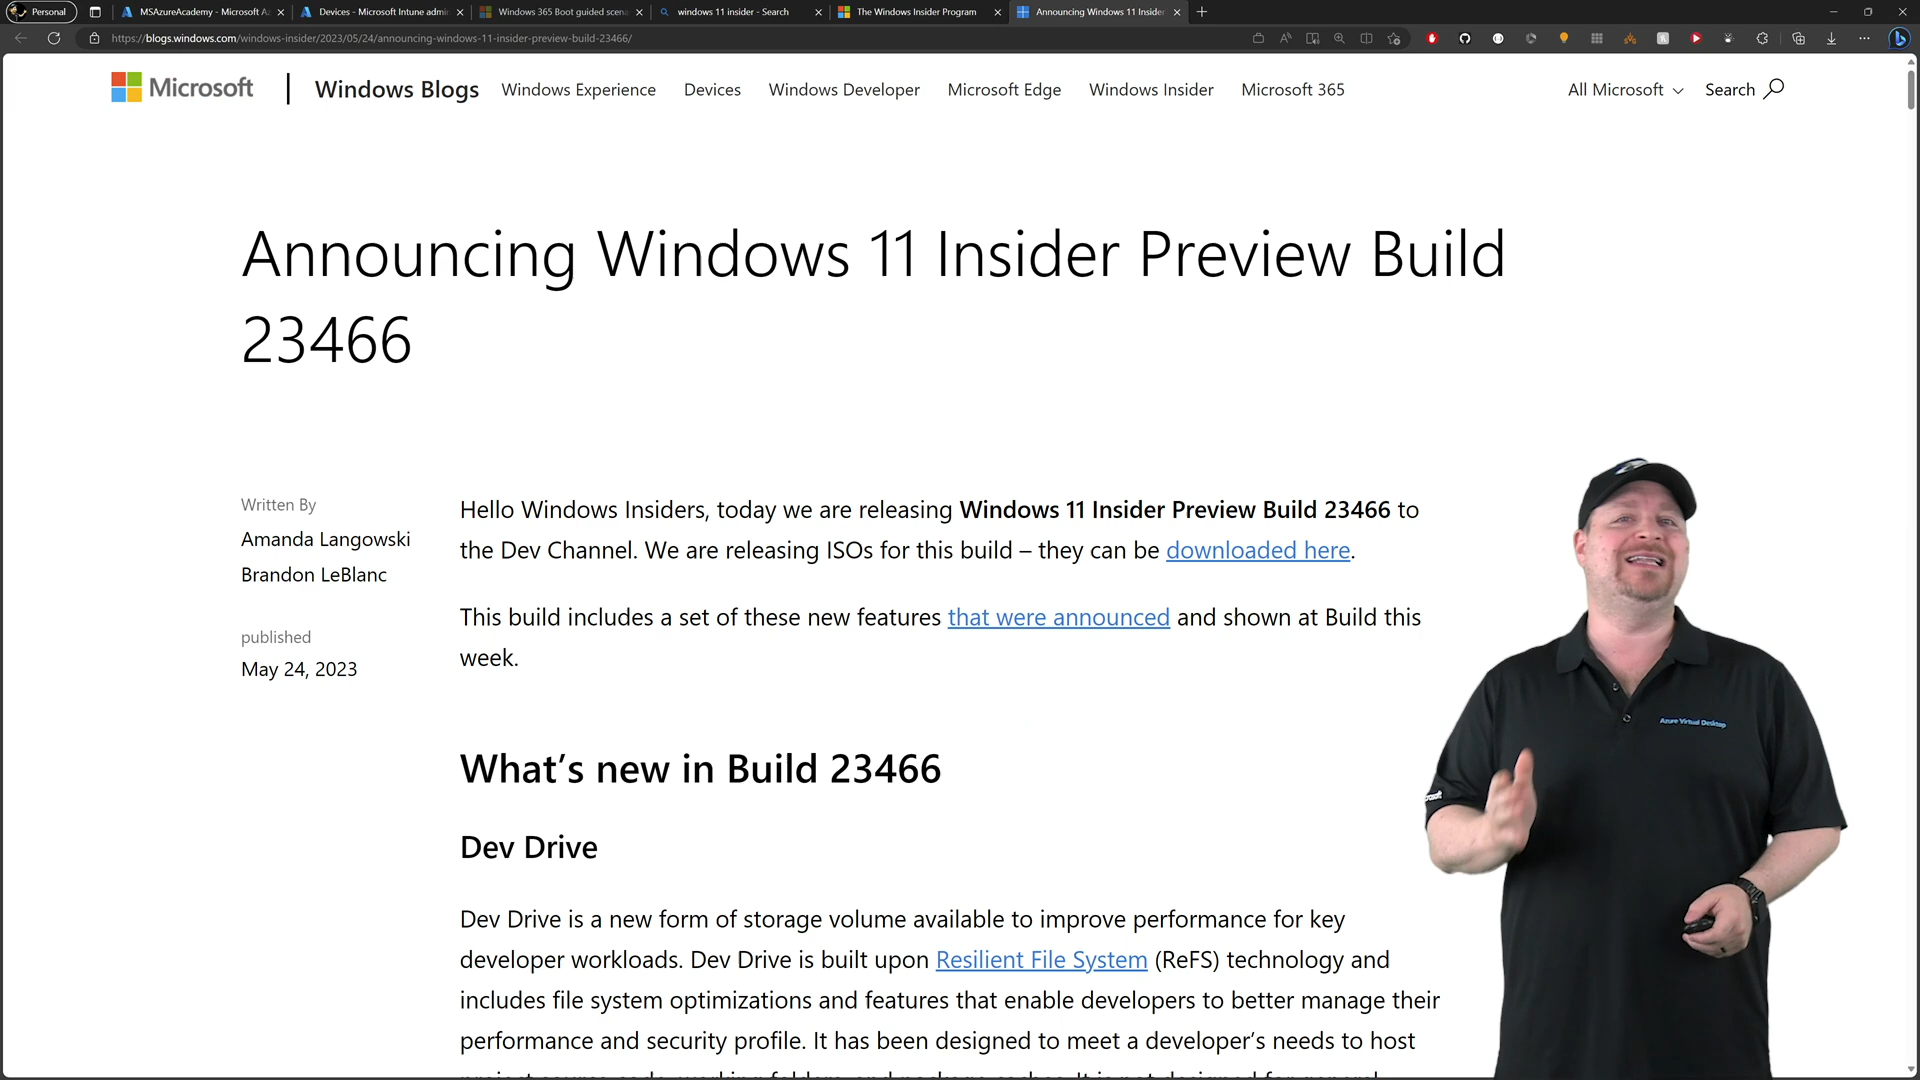 Personal
MSAzureAcademy - Microsoft Az
Devices - Microsoft Intune admin
Windows 365 Boot guided scena
windows 11 insider - Search
The Windows Insider Program
Announcing Windows 11 Insider
https://blogs.windows.com/windows-insider/2023/05/24/announcing-windows-11-insider-preview-build-23466/
Microsoft
Windows Blogs
Windows Experience
Devices
Windows Developer
Microsoft Edge
Windows Insider
Microsoft 365
All Microsoft
Search
Announcing Windows 11 Insider Preview Build
23466
Written By
Amanda Langowski
Brandon LeBlanc
published
May 24, 2023
Hello Windows Insiders, today we are releasing Windows 11 Insider Preview Build 23466 to
the Dev Channel. We are releasing ISOs for this build – they can be downloaded here.
This build includes a set of these new features that were announced and shown at Build this
week.
What's new in Build 23466
Dev Drive
Dev Drive is a new form of storage volume available to improve performance for key
developer workloads. Dev Drive is built upon Resilient File System (ReFS) technology and
includes file system optimizations and features that enable developers to better manage their
performance and security profile. It has been designed to meet a developer's needs to host
Azure Virtual Desktop